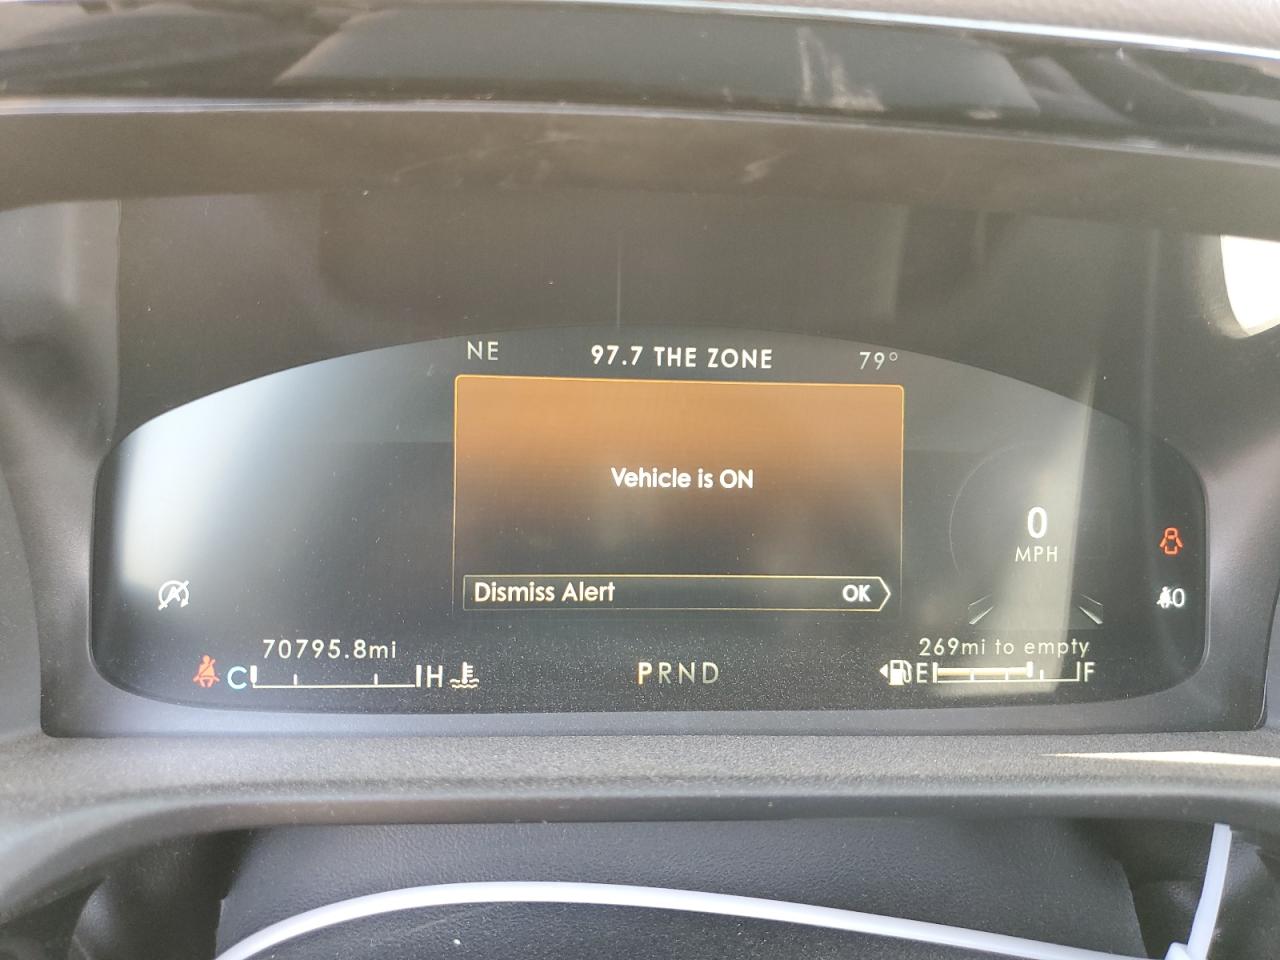 NE 97.7 THE ZONE 79°
Vehicle is ON
Dismiss Alert OK
0
MPH
0
70795.8mi
269mi to empty
C H
PRND
E F